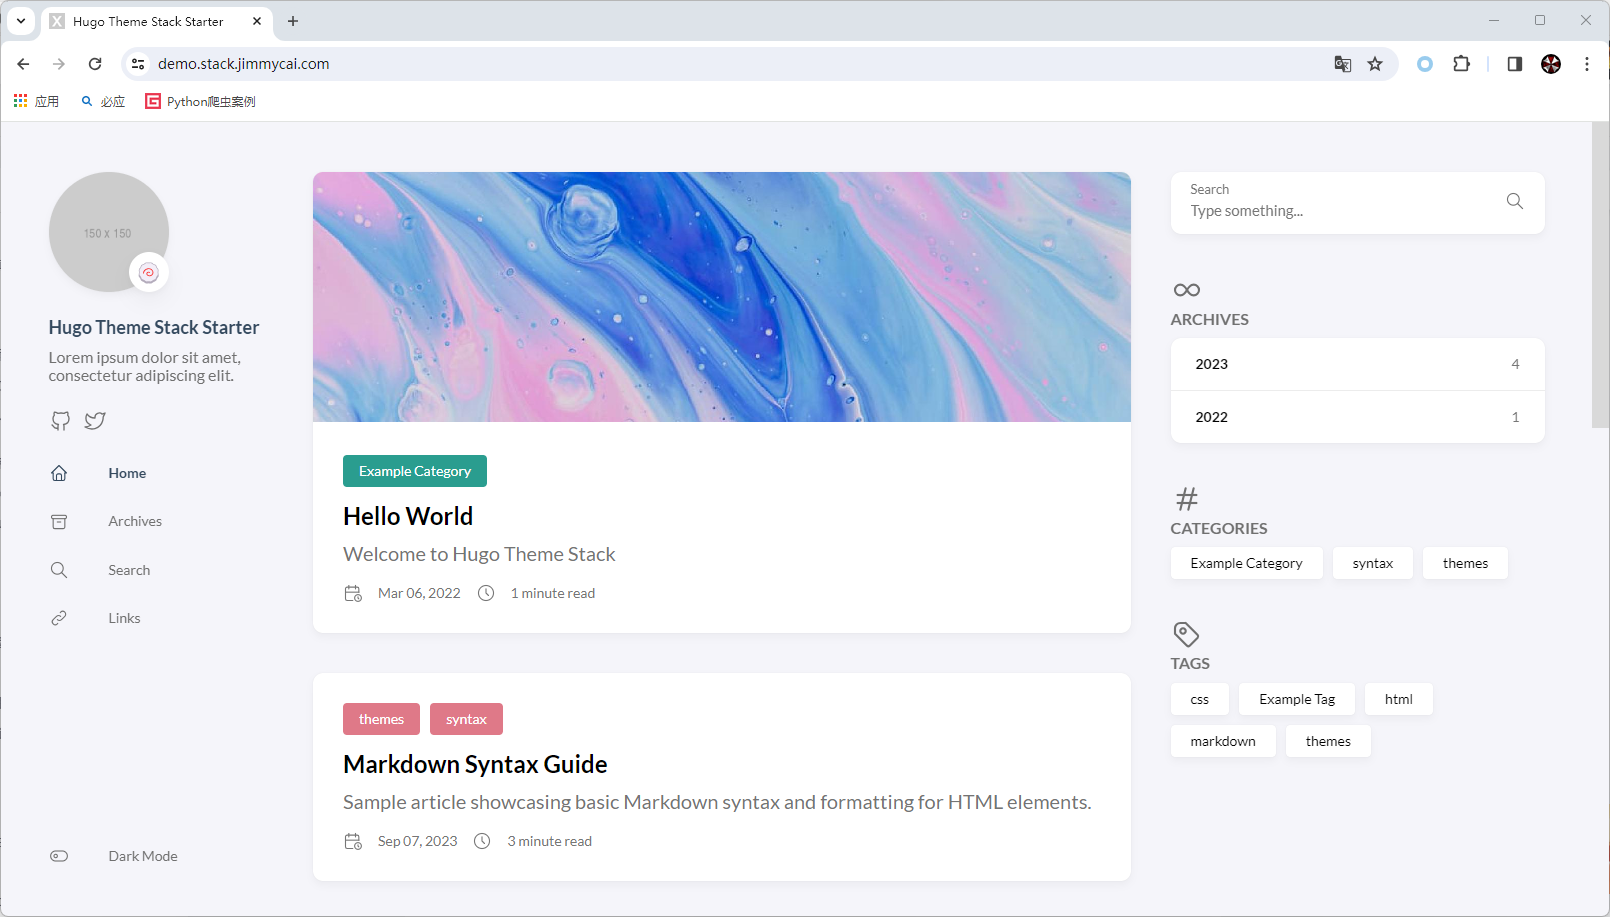 Hugo Theme Stack Starter
demo.stack.jimmycai.com
应用
必应
Python爬虫案例
150 x 150
Hugo Theme Stack Starter
Lorem ipsum dolor sit amet,
consectetur adipiscing elit.
Home
Archives
Search
Links
Dark Mode
Example Category
Hello World
Welcome to Hugo Theme Stack
Mar 06, 2022 1 minute read
themes syntax
Markdown Syntax Guide
Sample article showcasing basic Markdown syntax and formatting for HTML elements.
Sep 07, 2023 3 minute read
Search
Type something...
ARCHIVES
2023 4
2022 1
CATEGORIES
Example Category syntax themes
TAGS
css Example Tag html
markdown themes